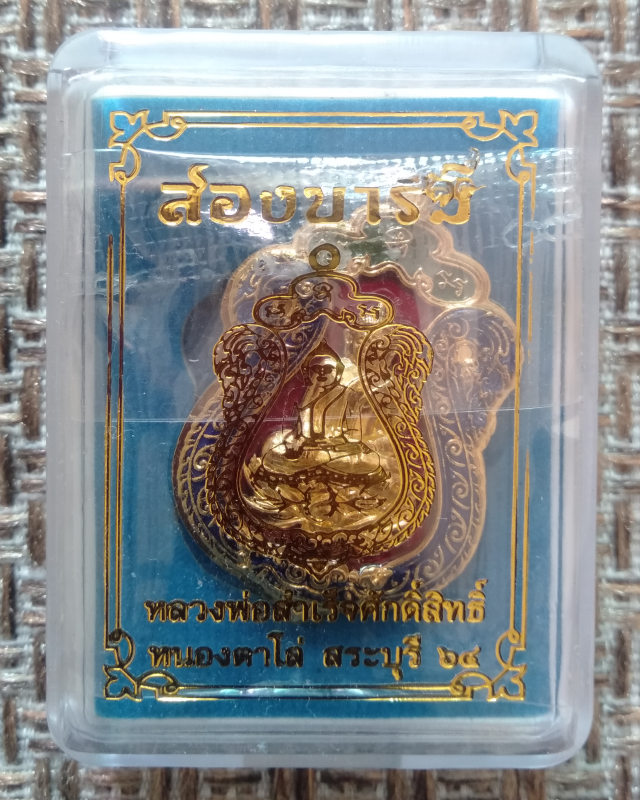 สองบารมี
หลวงพ่อสำเร็จศักดิ์สิทธิ์
หนองตาโล่ สระบุรี ๖๔